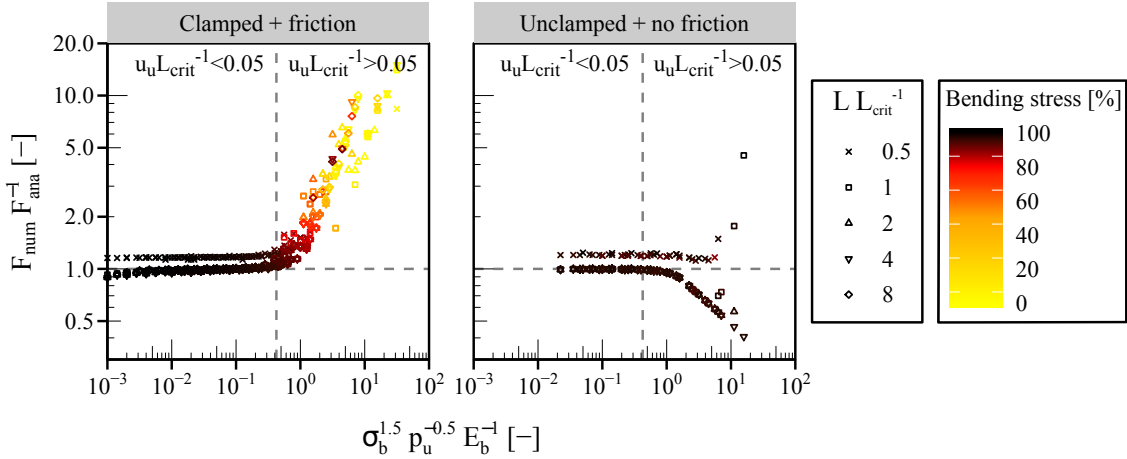 Clamped + friction
Unclamped + no friction
u_u L_crit^-1<0.05
u_u L_crit^-1>0.05
u_u L_crit^-1<0.05
u_u L_crit^-1>0.05
20.0
10.0
5.0
2.0
1.0
0.5
F_num F_ana^-1 [−]
10^−3
10^−2
10^−1
10^0
10^1
10^2
10^−3
10^−2
10^−1
10^0
10^1
10^2
σ_b^1.5 p_u^-0.5 E_b^-1 [−]
L L_crit^-1
0.5
1
2
4
8
Bending stress [%]
100
80
60
40
20
0